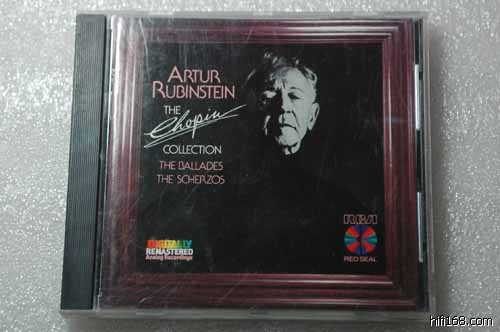 ARTUR
RUBINSTEIN
THE
Chopin
COLLECTION
THE BALLADES
THE SCHERZOS
DIGITALLY
REMASTERED
Analog Recordings
RCA
RED SEAL
hifi168.com